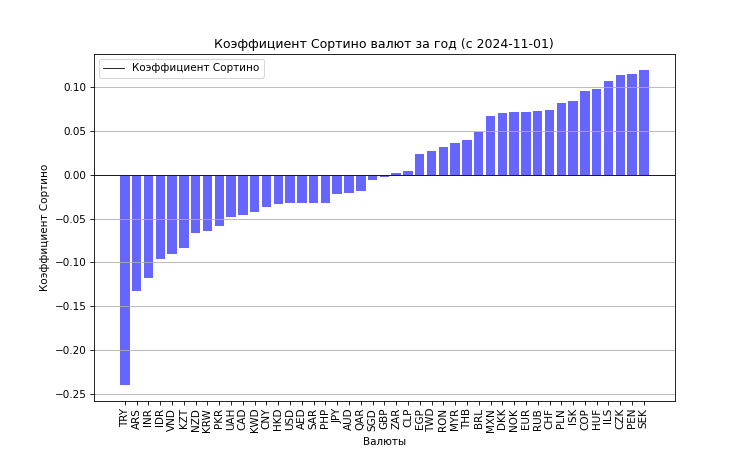 Коэффициент Сортино валют за год (с 2024-11-01)
Коэффициент Сортино
Коэффициент Сортино
0.10
0.05
0.00
−0.05
−0.10
−0.15
−0.20
−0.25
TRY ARS INR IDR VND KZT NZD KRW PKR UAH CAD KWD CNY HKD USD AED SAR PHP JPY AUD QAR SGD GBP ZAR CLP EGP TWD RON MYR THB BRL MXN DKK NOK EUR RUB CHF PLN ISK COP HUF ILS CZK PEN SEK
Валюты